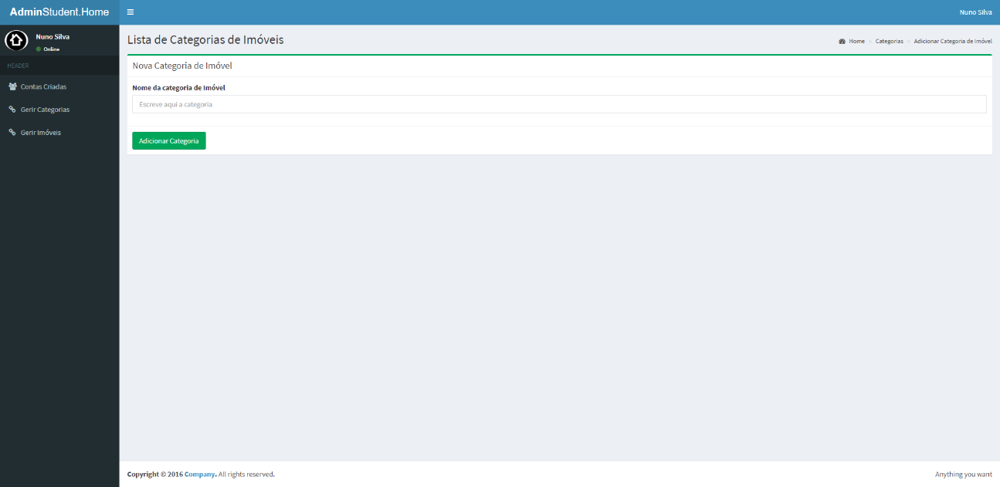 AdminStudent.Home
Nuno Silva
Nuno Silva
Online
HEADER
Contas Criadas
Gerir Categorias
Gerir Imóveis
Lista de Categorias de Imóveis
Home > Categorias > Adicionar Categoria de Imóvel
Nova Categoria de Imóvel
Nome da categoria de Imóvel
Escreve aqui a categoria
Adicionar Categoria
Copyright © 2016 Company. All rights reserved.
Anything you want